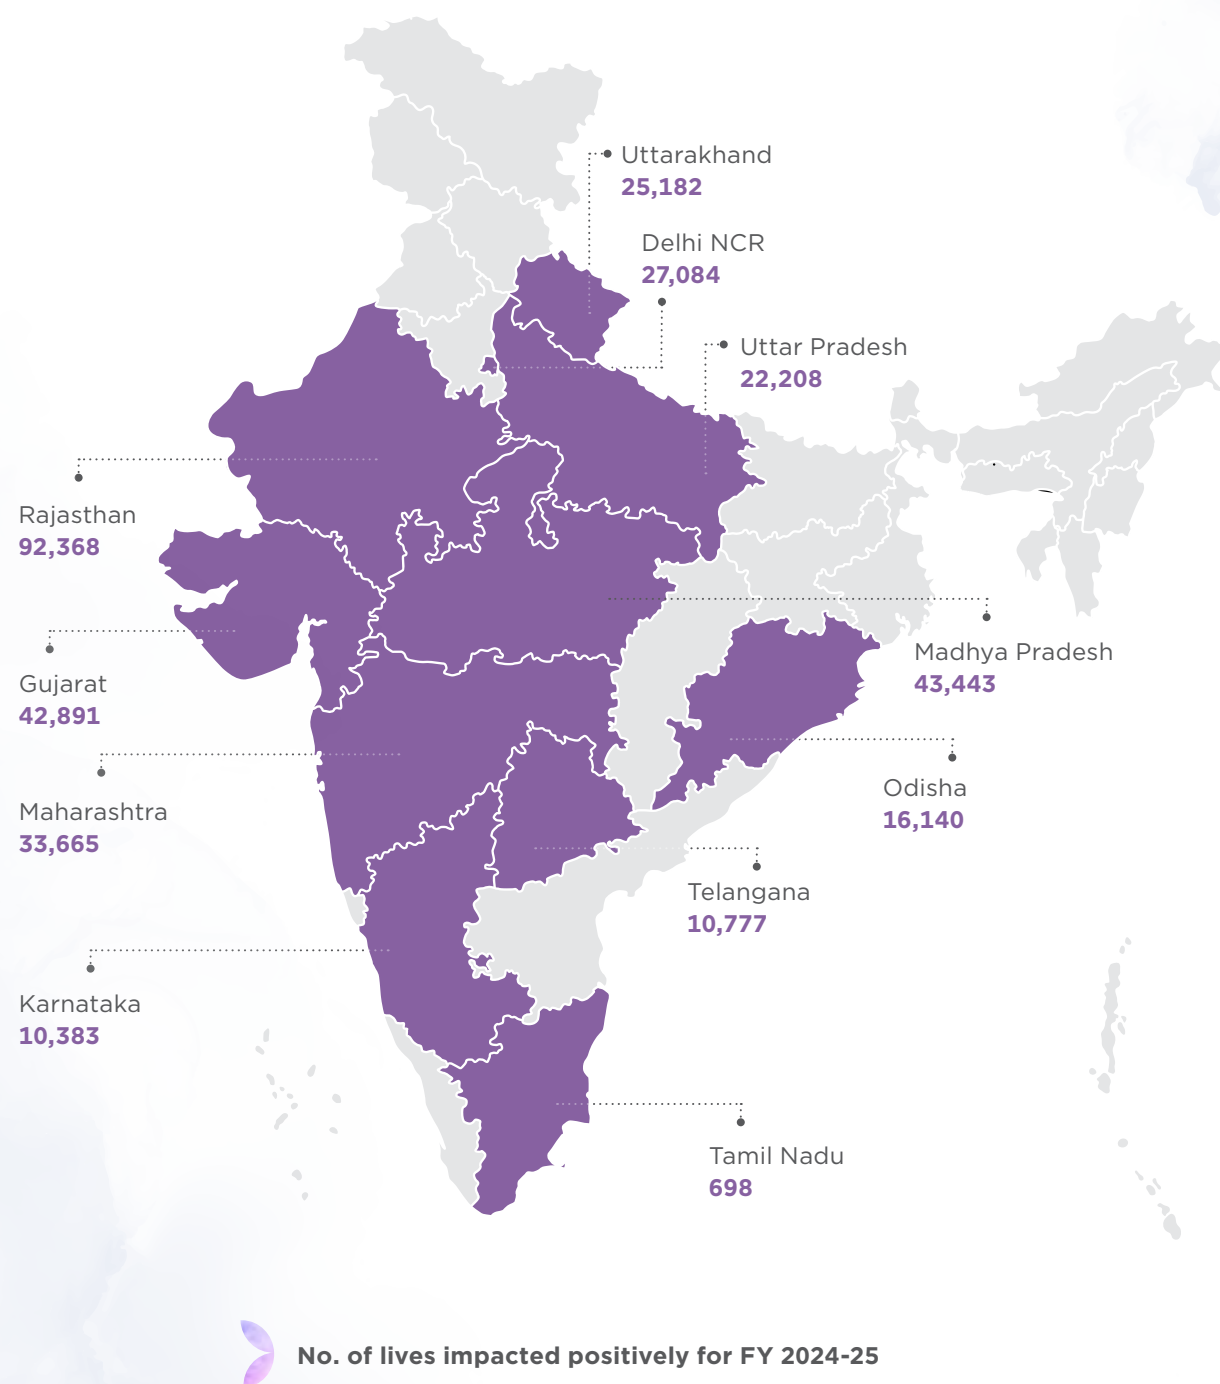 Uttarakhand
25,182
Delhi NCR
27,084
Uttar Pradesh
22,208
Rajasthan
92,368
Gujarat
42,891
Madhya Pradesh
43,443
Maharashtra
33,665
Odisha
16,140
Telangana
10,777
Karnataka
10,383
Tamil Nadu
698
No. of lives impacted positively for FY 2024-25